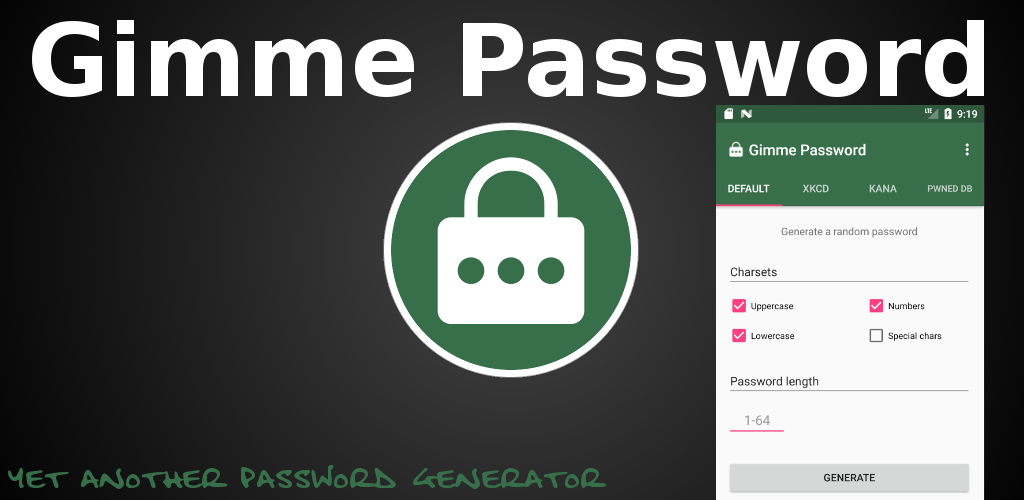 Gimme Password
LTE 9:19
Gimme Password
DEFAULT XKCD KANA PWNED DB
Generate a random password
Charsets
Uppercase Numbers
Lowercase Special chars
Password length
1-64
GENERATE
YET ANOTHER PASSWORD GENERATOR